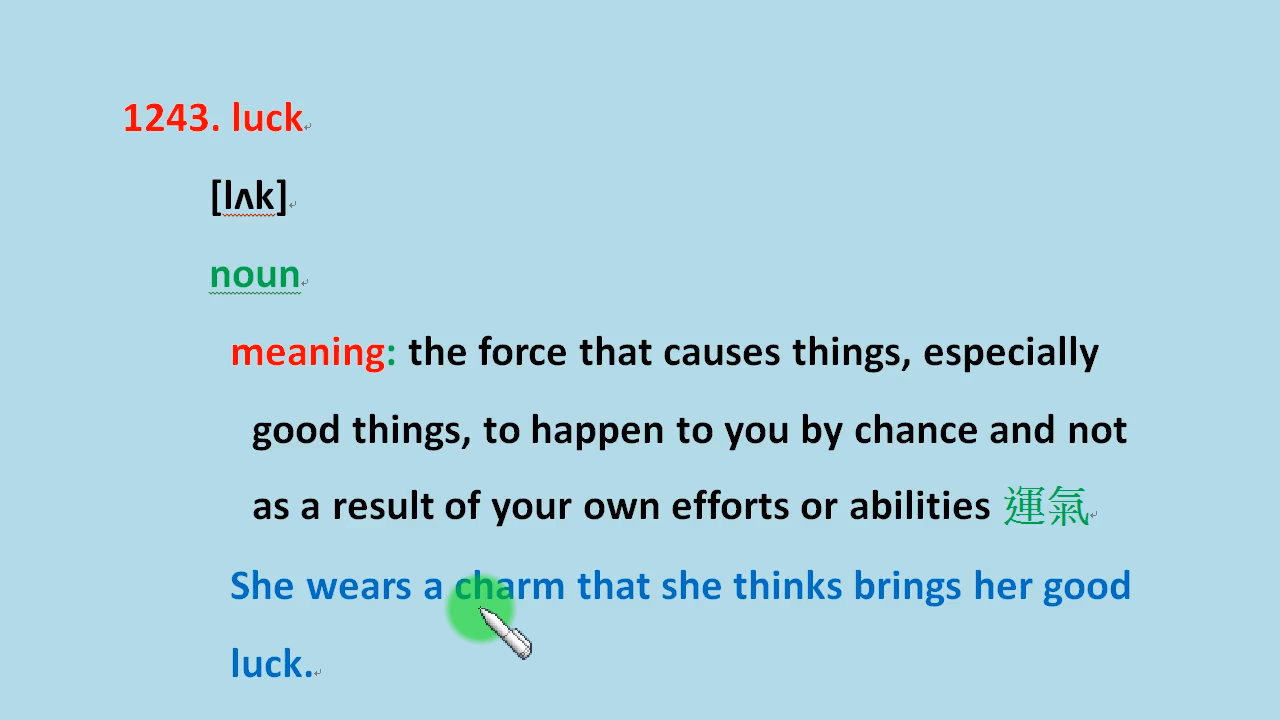 1243. luck
[lʌk]
noun
meaning: the force that causes things, especially
good things, to happen to you by chance and not
as a result of your own efforts or abilities 運氣
She wears a charm that she thinks brings her good
luck.